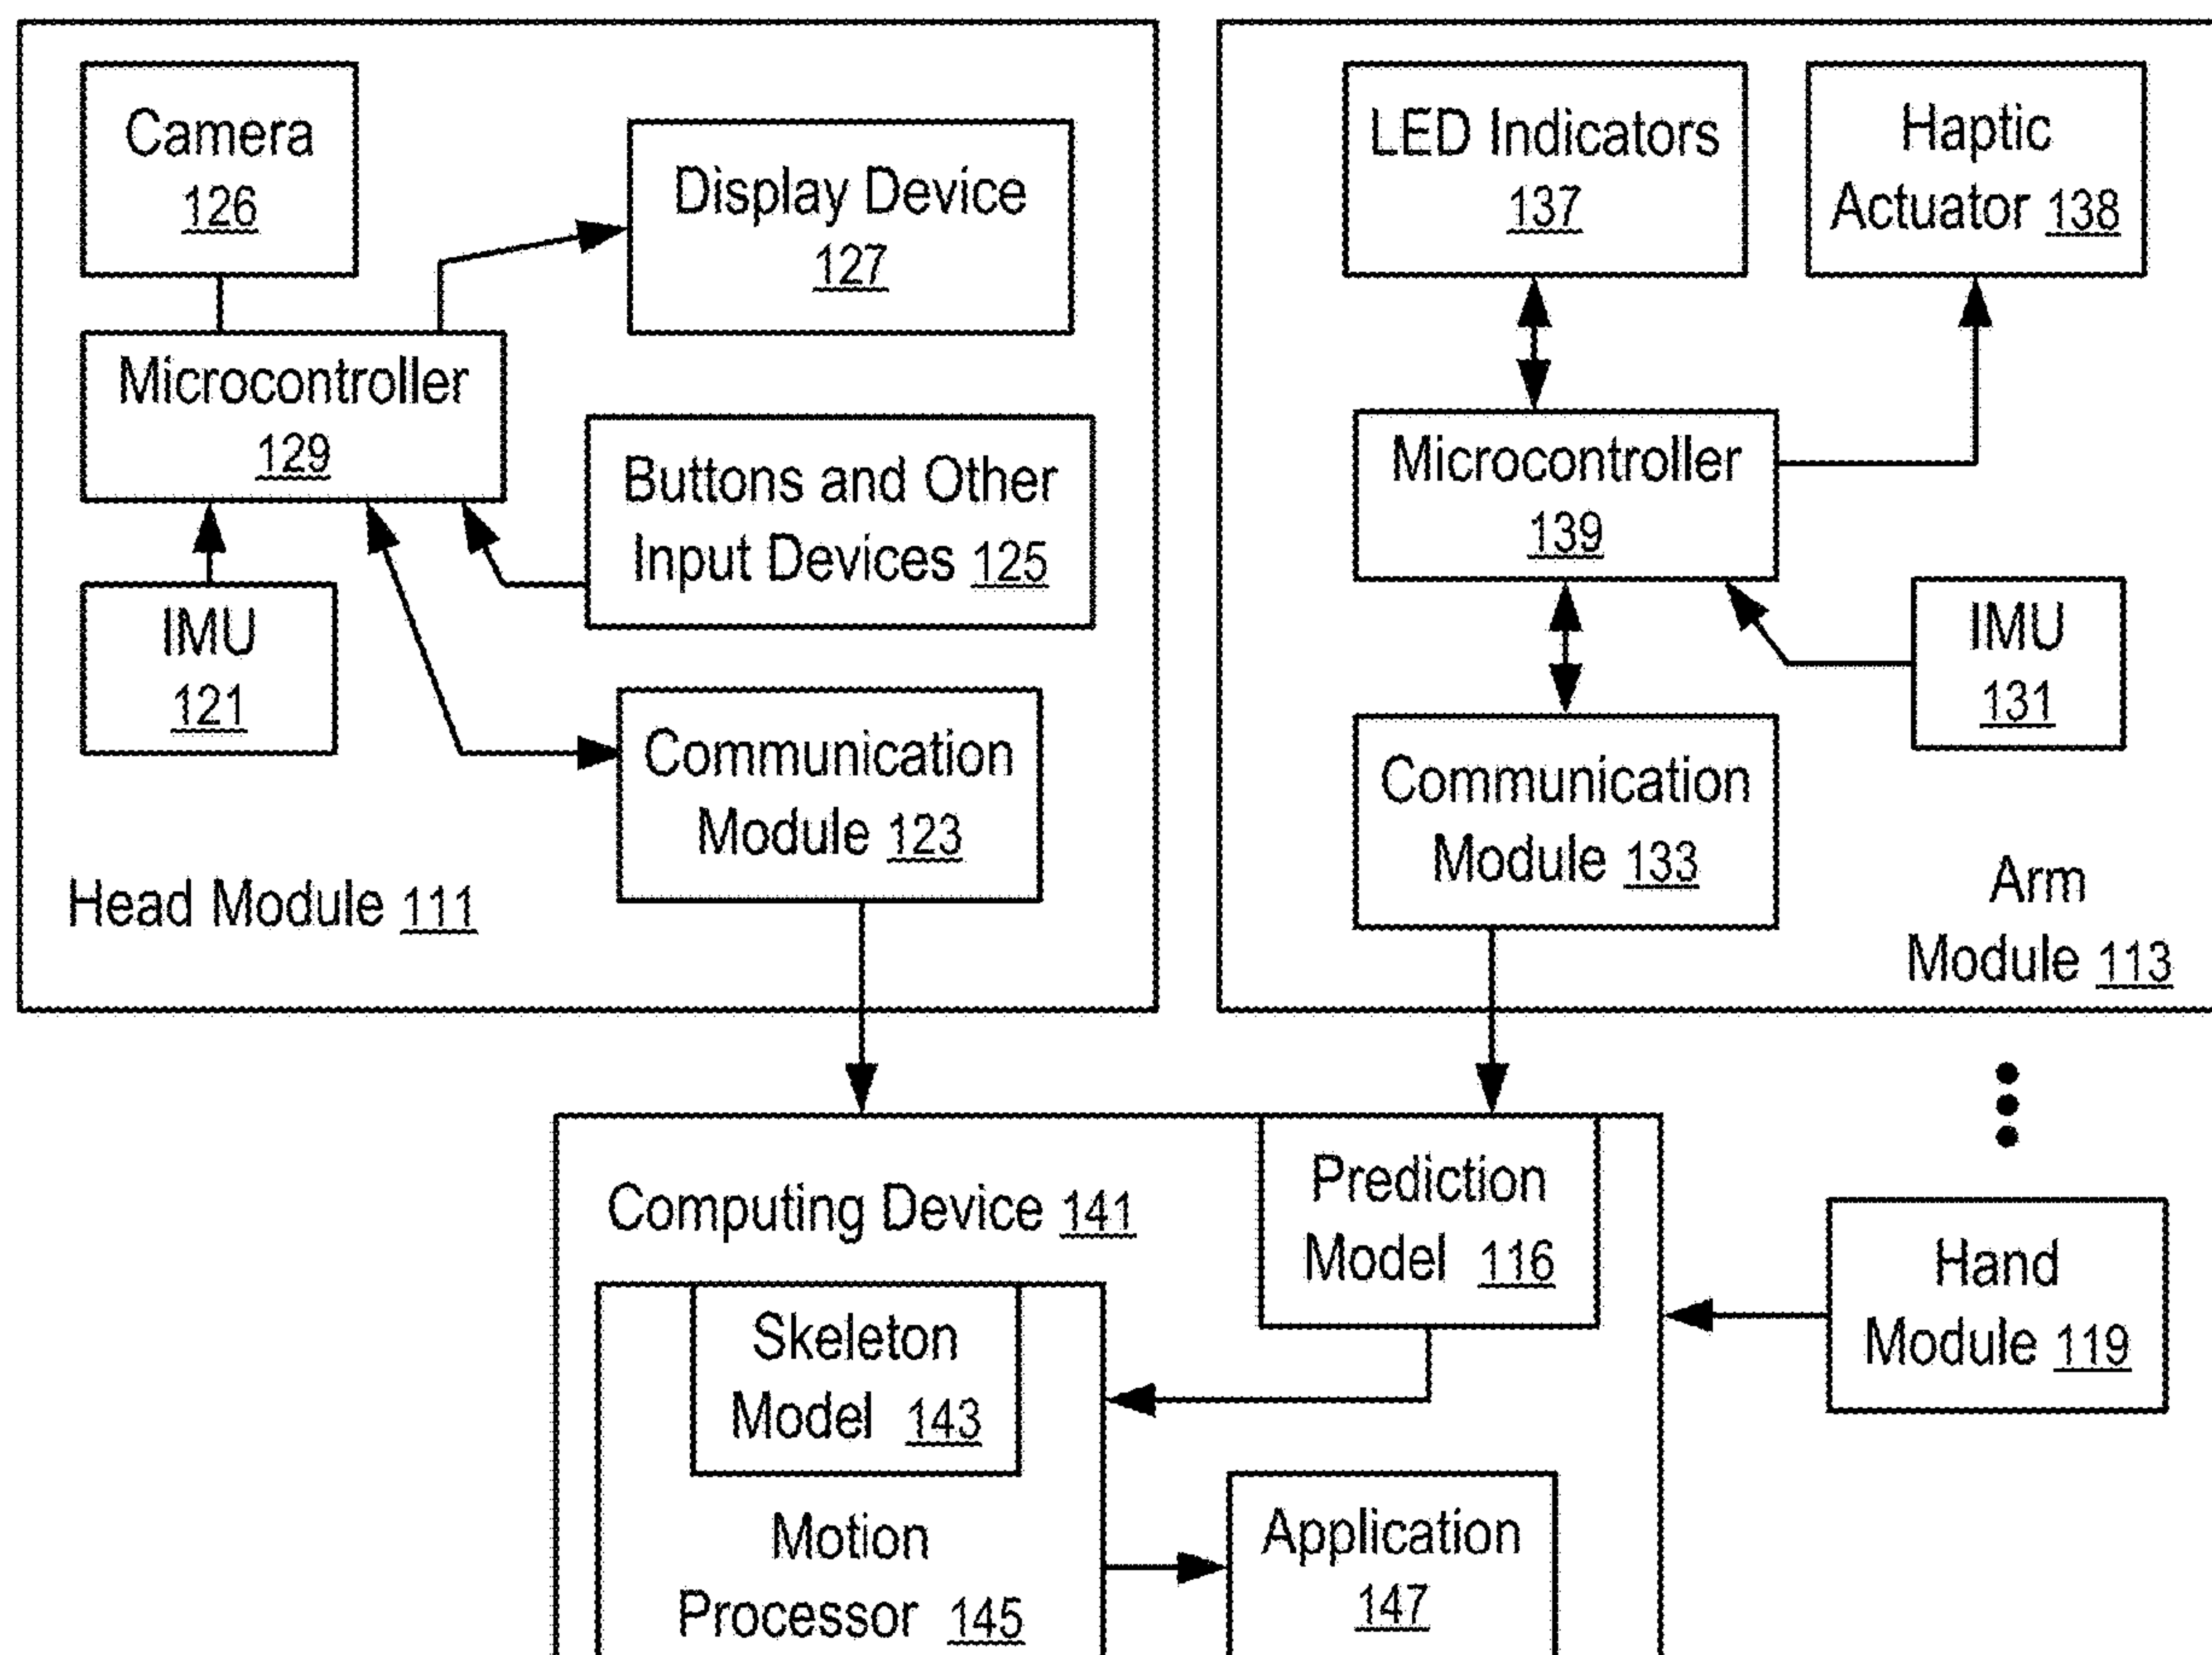 Camera
126
Display Device
127
Microcontroller
129
Buttons and Other
Input Devices 125
IMU
121
Communication
Module 123
Head Module 111
LED Indicators
137
Haptic
Actuator 138
Microcontroller
139
IMU
131
Communication
Module 133
Arm
Module 113
Computing Device 141
Prediction
Model 116
Skeleton
Model 143
Motion
Processor 145
Application
147
Hand
Module 119